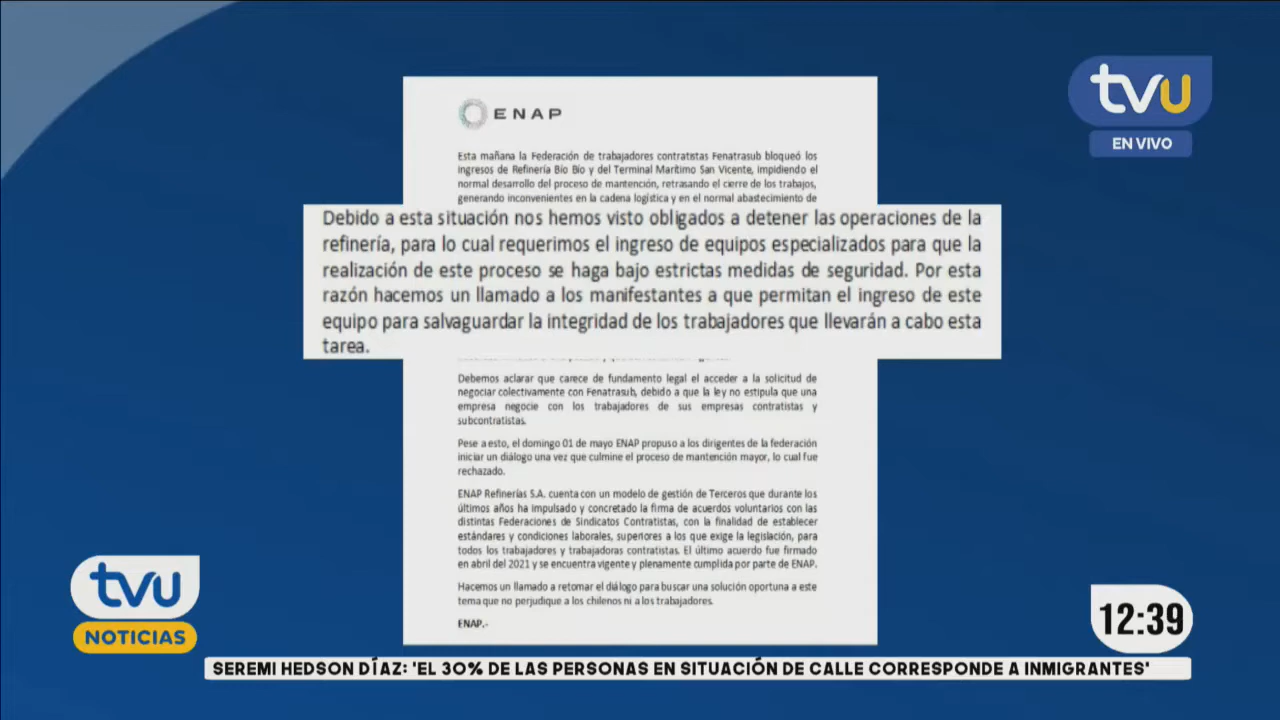 tvu
EN VIVO
ENAP
Esta mañana la Federación de trabajadores contratistas Fenatrasub bloqueó los
ingresos de Refinería Bío Bío y del Terminal Marítimo San Vicente, impidiendo el
normal desarrollo del proceso de mantención, retrasando el cierre de los trabajos,
generando inconvenientes en la cadena logística y en el normal abastecimiento de
Debido a esta situación nos hemos visto obligados a detener las operaciones de la
refinería, para lo cual requerimos el ingreso de equipos especializados para que la
realización de este proceso se haga bajo estrictas medidas de seguridad. Por esta
razón hacemos un llamado a los manifestantes a que permitan el ingreso de este
equipo para salvaguardar la integridad de los trabajadores que llevarán a cabo esta
tarea.
Debemos aclarar que carece de fundamento legal el acceder a la solicitud de
negociar colectivamente con Fenatrasub, debido a que la ley no estipula que una
empresa negocie con los trabajadores de sus empresas contratistas y
subcontratistas.
Pese a esto, el domingo 01 de mayo ENAP propuso a los dirigentes de la federación
iniciar un diálogo una vez que culmine el proceso de mantención mayor, lo cual fue
rechazado.
ENAP Refinerías S.A. cuenta con un modelo de gestión de Terceros que durante los
últimos años ha impulsado y concretado la firma de acuerdos voluntarios con las
distintas Federaciones de Sindicatos Contratistas, con la finalidad de establecer
estándares y condiciones laborales, superiores a los que exige la legislación, para
todos los trabajadores y trabajadoras contratistas. El último acuerdo fue firmado
en abril del 2021 y se encuentra vigente y plenamente cumplida por parte de ENAP.
Hacemos un llamado a retomar el diálogo para buscar una solución oportuna a este
tema que no perjudique a los chilenos ni a los trabajadores.
ENAP.-
tvu
NOTICIAS
12:39
SEREMI HEDSON DÍAZ: 'EL 30% DE LAS PERSONAS EN SITUACIÓN DE CALLE CORRESPONDE A INMIGRANTES'